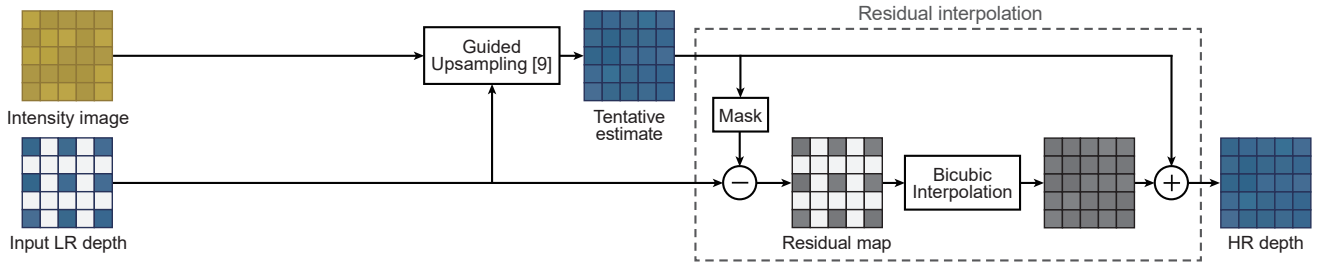 Residual interpolation
Guided
Upsampling [9]
Intensity image
Tentative
estimate
Mask
−
Bicubic
Interpolation
+
Input LR depth
Residual map
HR depth